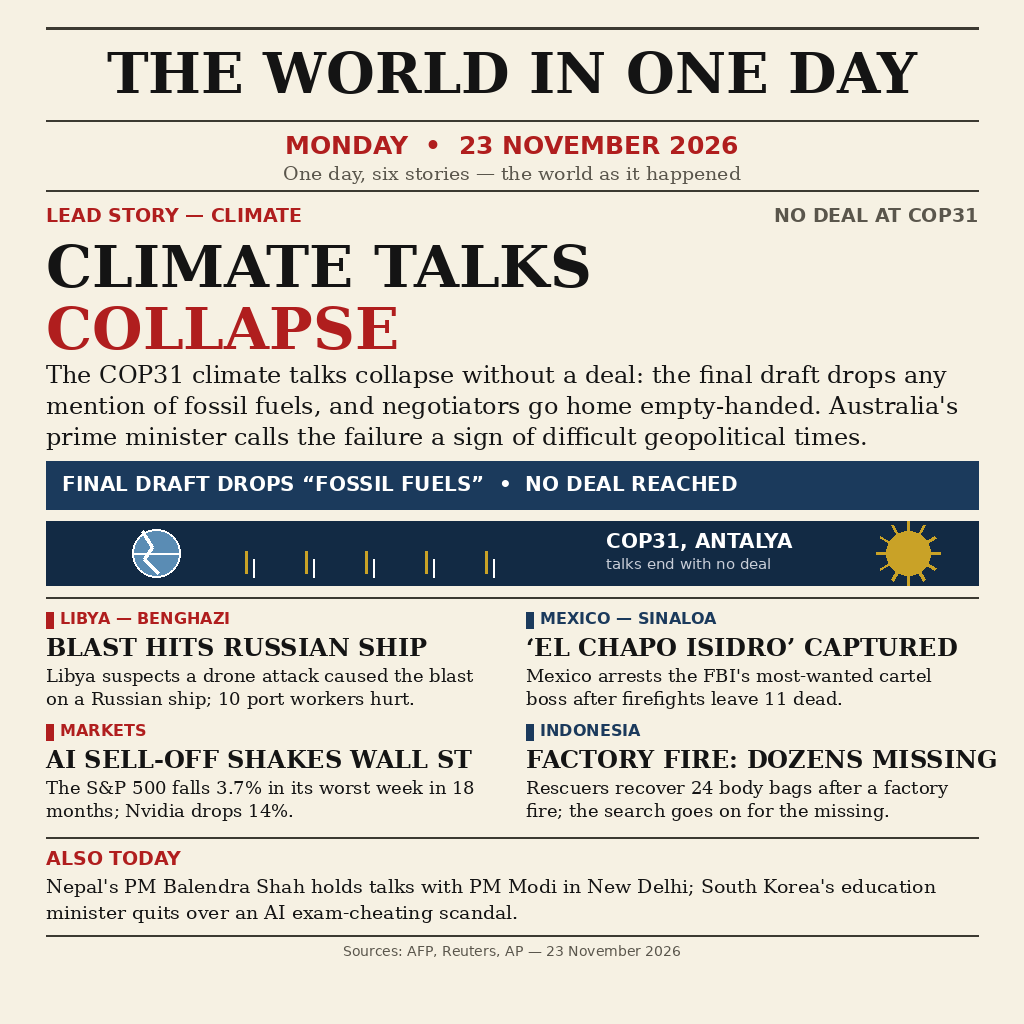 THE WORLD IN ONE DAY
MONDAY • 23 NOVEMBER 2026
One day, six stories — the world as it happened
LEAD STORY — CLIMATE
NO DEAL AT COP31
CLIMATE TALKS
COLLAPSE
The COP31 climate talks collapse without a deal: the final draft drops any
mention of fossil fuels, and negotiators go home empty-handed. Australia's
prime minister calls the failure a sign of difficult geopolitical times.
FINAL DRAFT DROPS “FOSSIL FUELS” • NO DEAL REACHED
COP31, ANTALYA
talks end with no deal
LIBYA — BENGHAZI
BLAST HITS RUSSIAN SHIP
Libya suspects a drone attack caused the blast
on a Russian ship; 10 port workers hurt.
MEXICO — SINALOA
‘EL CHAPO ISIDRO’ CAPTURED
Mexico arrests the FBI's most-wanted cartel
boss after firefights leave 11 dead.
MARKETS
AI SELL-OFF SHAKES WALL ST
The S&P 500 falls 3.7% in its worst week in 18
months; Nvidia drops 14%.
INDONESIA
FACTORY FIRE: DOZENS MISSING
Rescuers recover 24 body bags after a factory
fire; the search goes on for the missing.
ALSO TODAY
Nepal's PM Balendra Shah holds talks with PM Modi in New Delhi; South Korea's education
minister quits over an AI exam-cheating scandal.
Sources: AFP, Reuters, AP — 23 November 2026